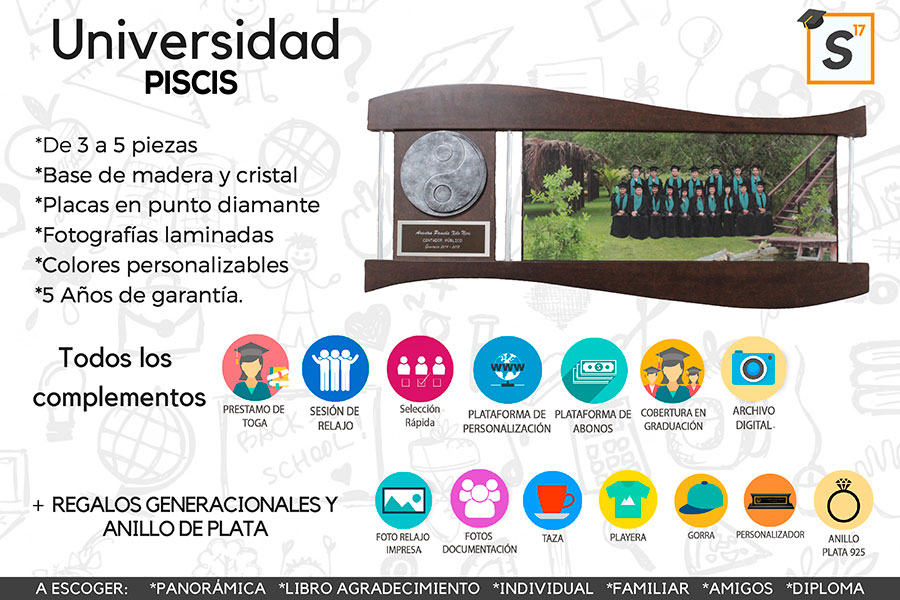 Universidad
PISCIS
S17
*De 3 a 5 piezas
*Base de madera y cristal
*Placas en punto diamante
*Fotografías laminadas
*Colores personalizables
*5 Años de garantía.
CONTADOR PÚBLICO
Todos los
complementos
PRESTAMO DE
TOGA
SESIÓN DE
RELAJO
Selección
Rápida
WWW
PLATAFORMA DE
PERSONALIZACIÓN
PLATAFORMA DE
ABONOS
COBERTURA EN
GRADUACIÓN
ARCHIVO
DIGITAL
BACK
SCHOOL!
+ REGALOS GENERACIONALES Y
ANILLO DE PLATA
FOTO RELAJO
IMPRESA
FOTOS
DOCUMENTACIÓN
TAZA
PLAYERA
GORRA
PERSONALIZADOR
ANILLO
PLATA 925
A ESCOGER: *PANORÁMICA *LIBRO AGRADECIMIENTO *INDIVIDUAL *FAMILIAR *AMIGOS *DIPLOMA